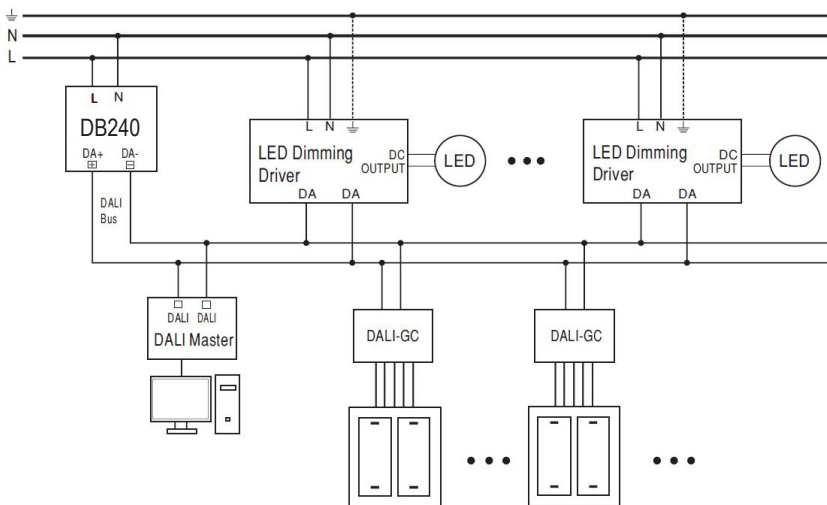 N
L
L N
DB240
DA+ DA-
DALI
Bus
L N
LED Dimming
Driver
DC
OUTPUT
DA DA
LED
L N
LED Dimming
Driver
DC
OUTPUT
DA DA
LED
DALI DALI
DALI Master
DALI-GC
DALI-GC